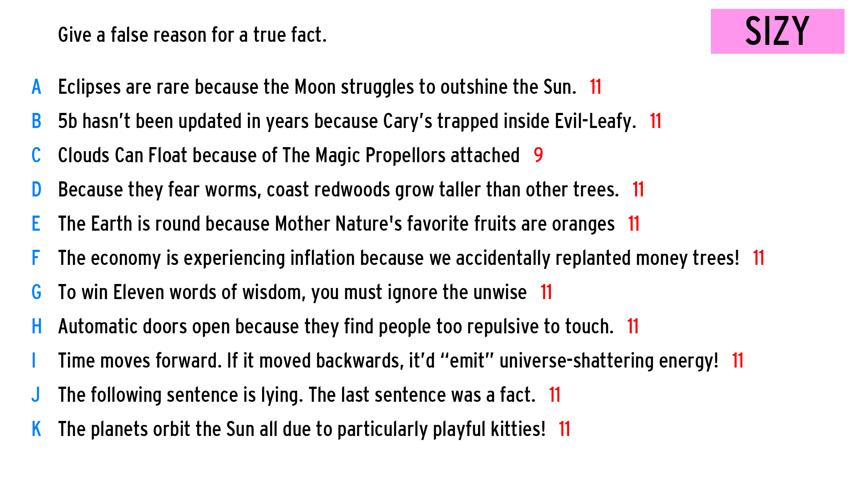 Give a false reason for a true fact.
SIZY
A Eclipses are rare because the Moon struggles to outshine the Sun. 11
B 5b hasn’t been updated in years because Cary’s trapped inside Evil-Leafy. 11
C Clouds Can Float because of The Magic Propellors attached 9
D Because they fear worms, coast redwoods grow taller than other trees. 11
E The Earth is round because Mother Nature's favorite fruits are oranges 11
F The economy is experiencing inflation because we accidentally replanted money trees! 11
G To win Eleven words of wisdom, you must ignore the unwise 11
H Automatic doors open because they find people too repulsive to touch. 11
I Time moves forward. If it moved backwards, it’d “emit” universe-shattering energy! 11
J The following sentence is lying. The last sentence was a fact. 11
K The planets orbit the Sun all due to particularly playful kitties! 11